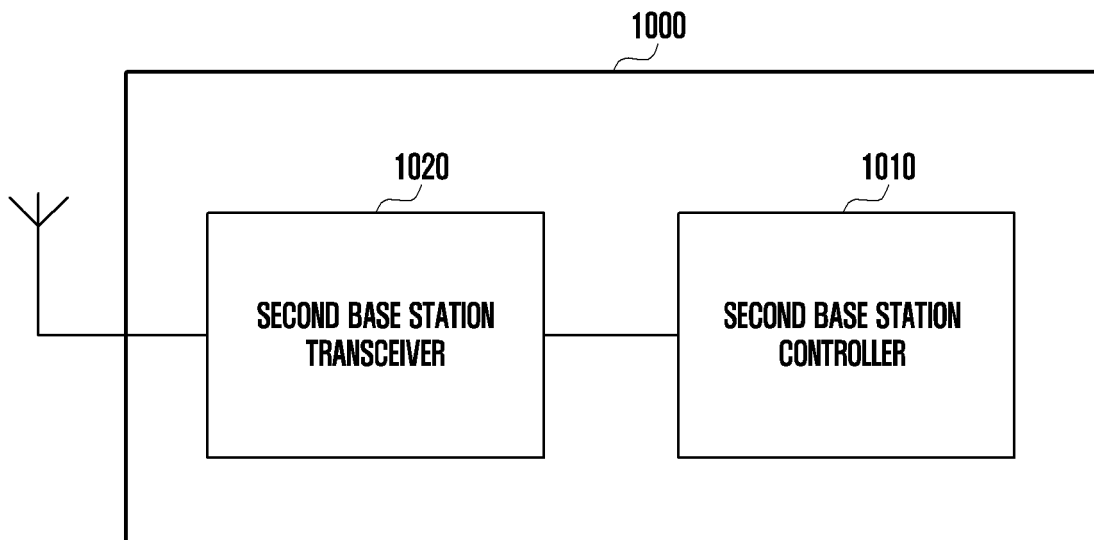 1000
1020
1010
SECOND BASE STATION
TRANSCEIVER
SECOND BASE STATION
CONTROLLER